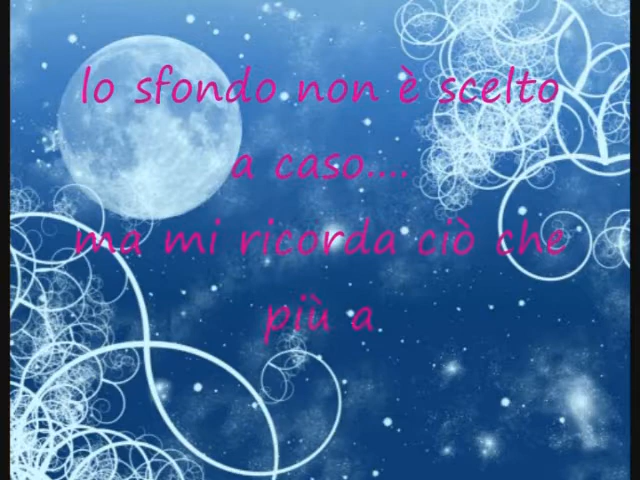 lo sfondo non è scelto
a caso....
ma mi ricorda ciò che
più a